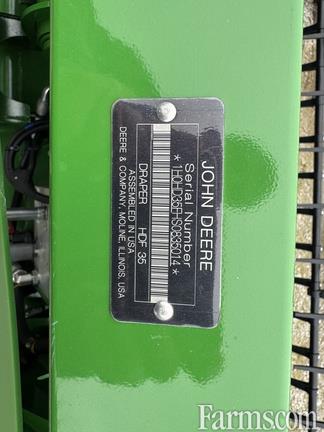 JOHN DEERE
Serial Number
*1H0HD35FHS0835014*
DRAPER HDF 35
ASSEMBLED IN USA
DEERE & COMPANY, MOLINE, ILLINOIS, USA
Farms.com®